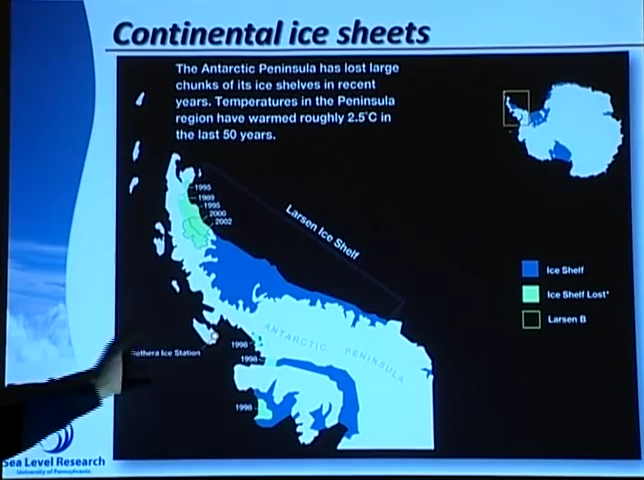 Continental ice sheets
The Antarctic Peninsula has lost large
chunks of its ice shelves in recent
years. Temperatures in the Peninsula
region have warmed roughly 2.5°C in
the last 50 years.
1995
1989
1995
2000
2002
Larsen Ice Shelf
Ice Shelf
Ice Shelf Lost*
Larsen B
ANTARCTIC PENINSULA
1998
Rothera Ice Station
1998
1998
Sea Level Research
University of Pennsylvania